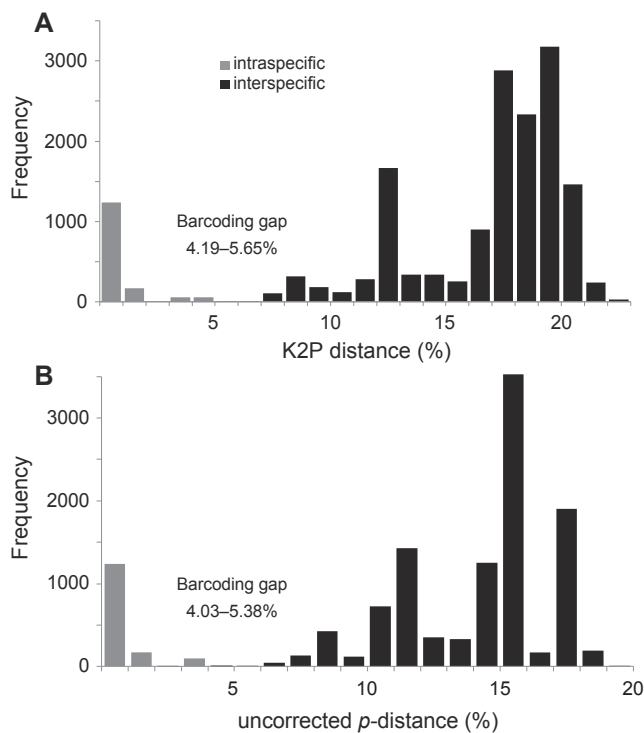 A
Frequency
3000
2000
1000
0
intraspecific
interspecific
Barcoding gap
4.19–5.65%
5
10
15
20
K2P distance (%)
B
Frequency
3000
2000
1000
0
Barcoding gap
4.03–5.38%
5
10
15
20
uncorrected p-distance (%)